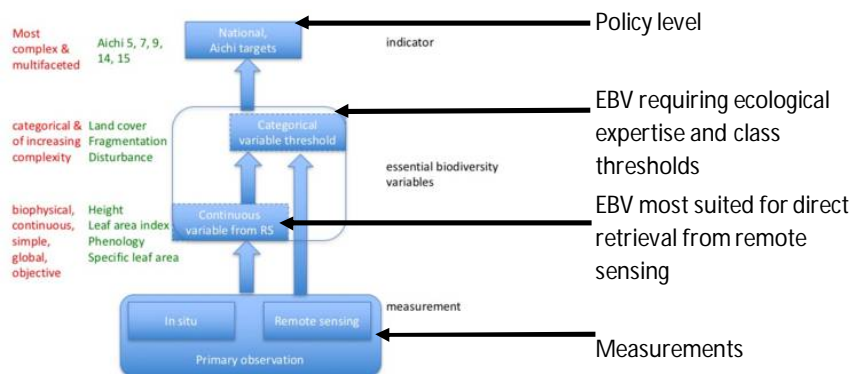 Most
complex &
multifaceted
Aichi 5, 7, 9,
14, 15
National,
Aichi targets
indicator
Policy level
categorical &
of increasing
complexity
Land cover
Fragmentation
Disturbance
Categorical
variable threshold
essential biodiversity
variables
EBV requiring ecological
expertise and class
thresholds
biophysical,
continuous,
simple,
global,
objective
Height
Leaf area index
Phenology
Specific leaf area
Continuous
variable from RS
EBV most suited for direct
retrieval from remote
sensing
In situ
Remote sensing
Primary observation
measurement
Measurements